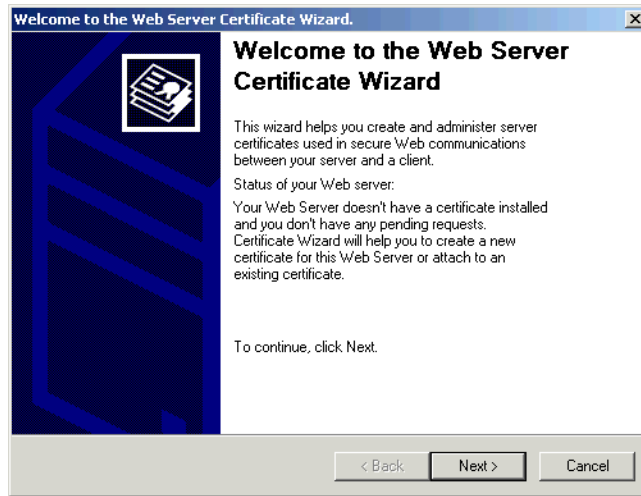 Welcome to the Web Server Certificate Wizard.
Welcome to the Web Server
Certificate Wizard
This wizard helps you create and administer server
certificates used in secure Web communications
between your server and a client.
Status of your Web server:
Your Web Server doesn't have a certificate installed
and you don't have any pending requests.
Certificate Wizard will help you to create a new
certificate for this Web Server or attach to an
existing certificate.
To continue, click Next.
< Back
Next >
Cancel